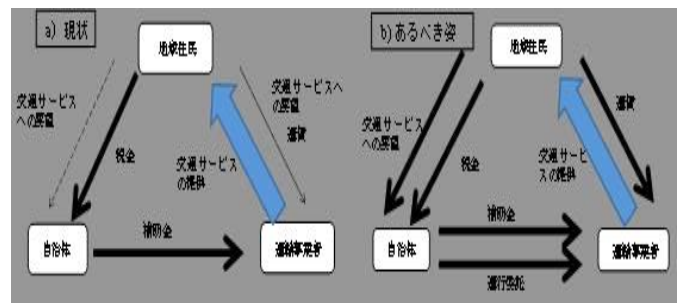 a) 現状
地域住民
交通サービス
への要望
税金
交通サービスへ
の要望
運賃
交通サービス
の提供
自治体
補助金
運輸事業者
b)あるべき姿
地域住民
交通サービス
への要望
税金
運賃
交通サービ
スの提供
補助金
自治体
運行委託
運輸事業者